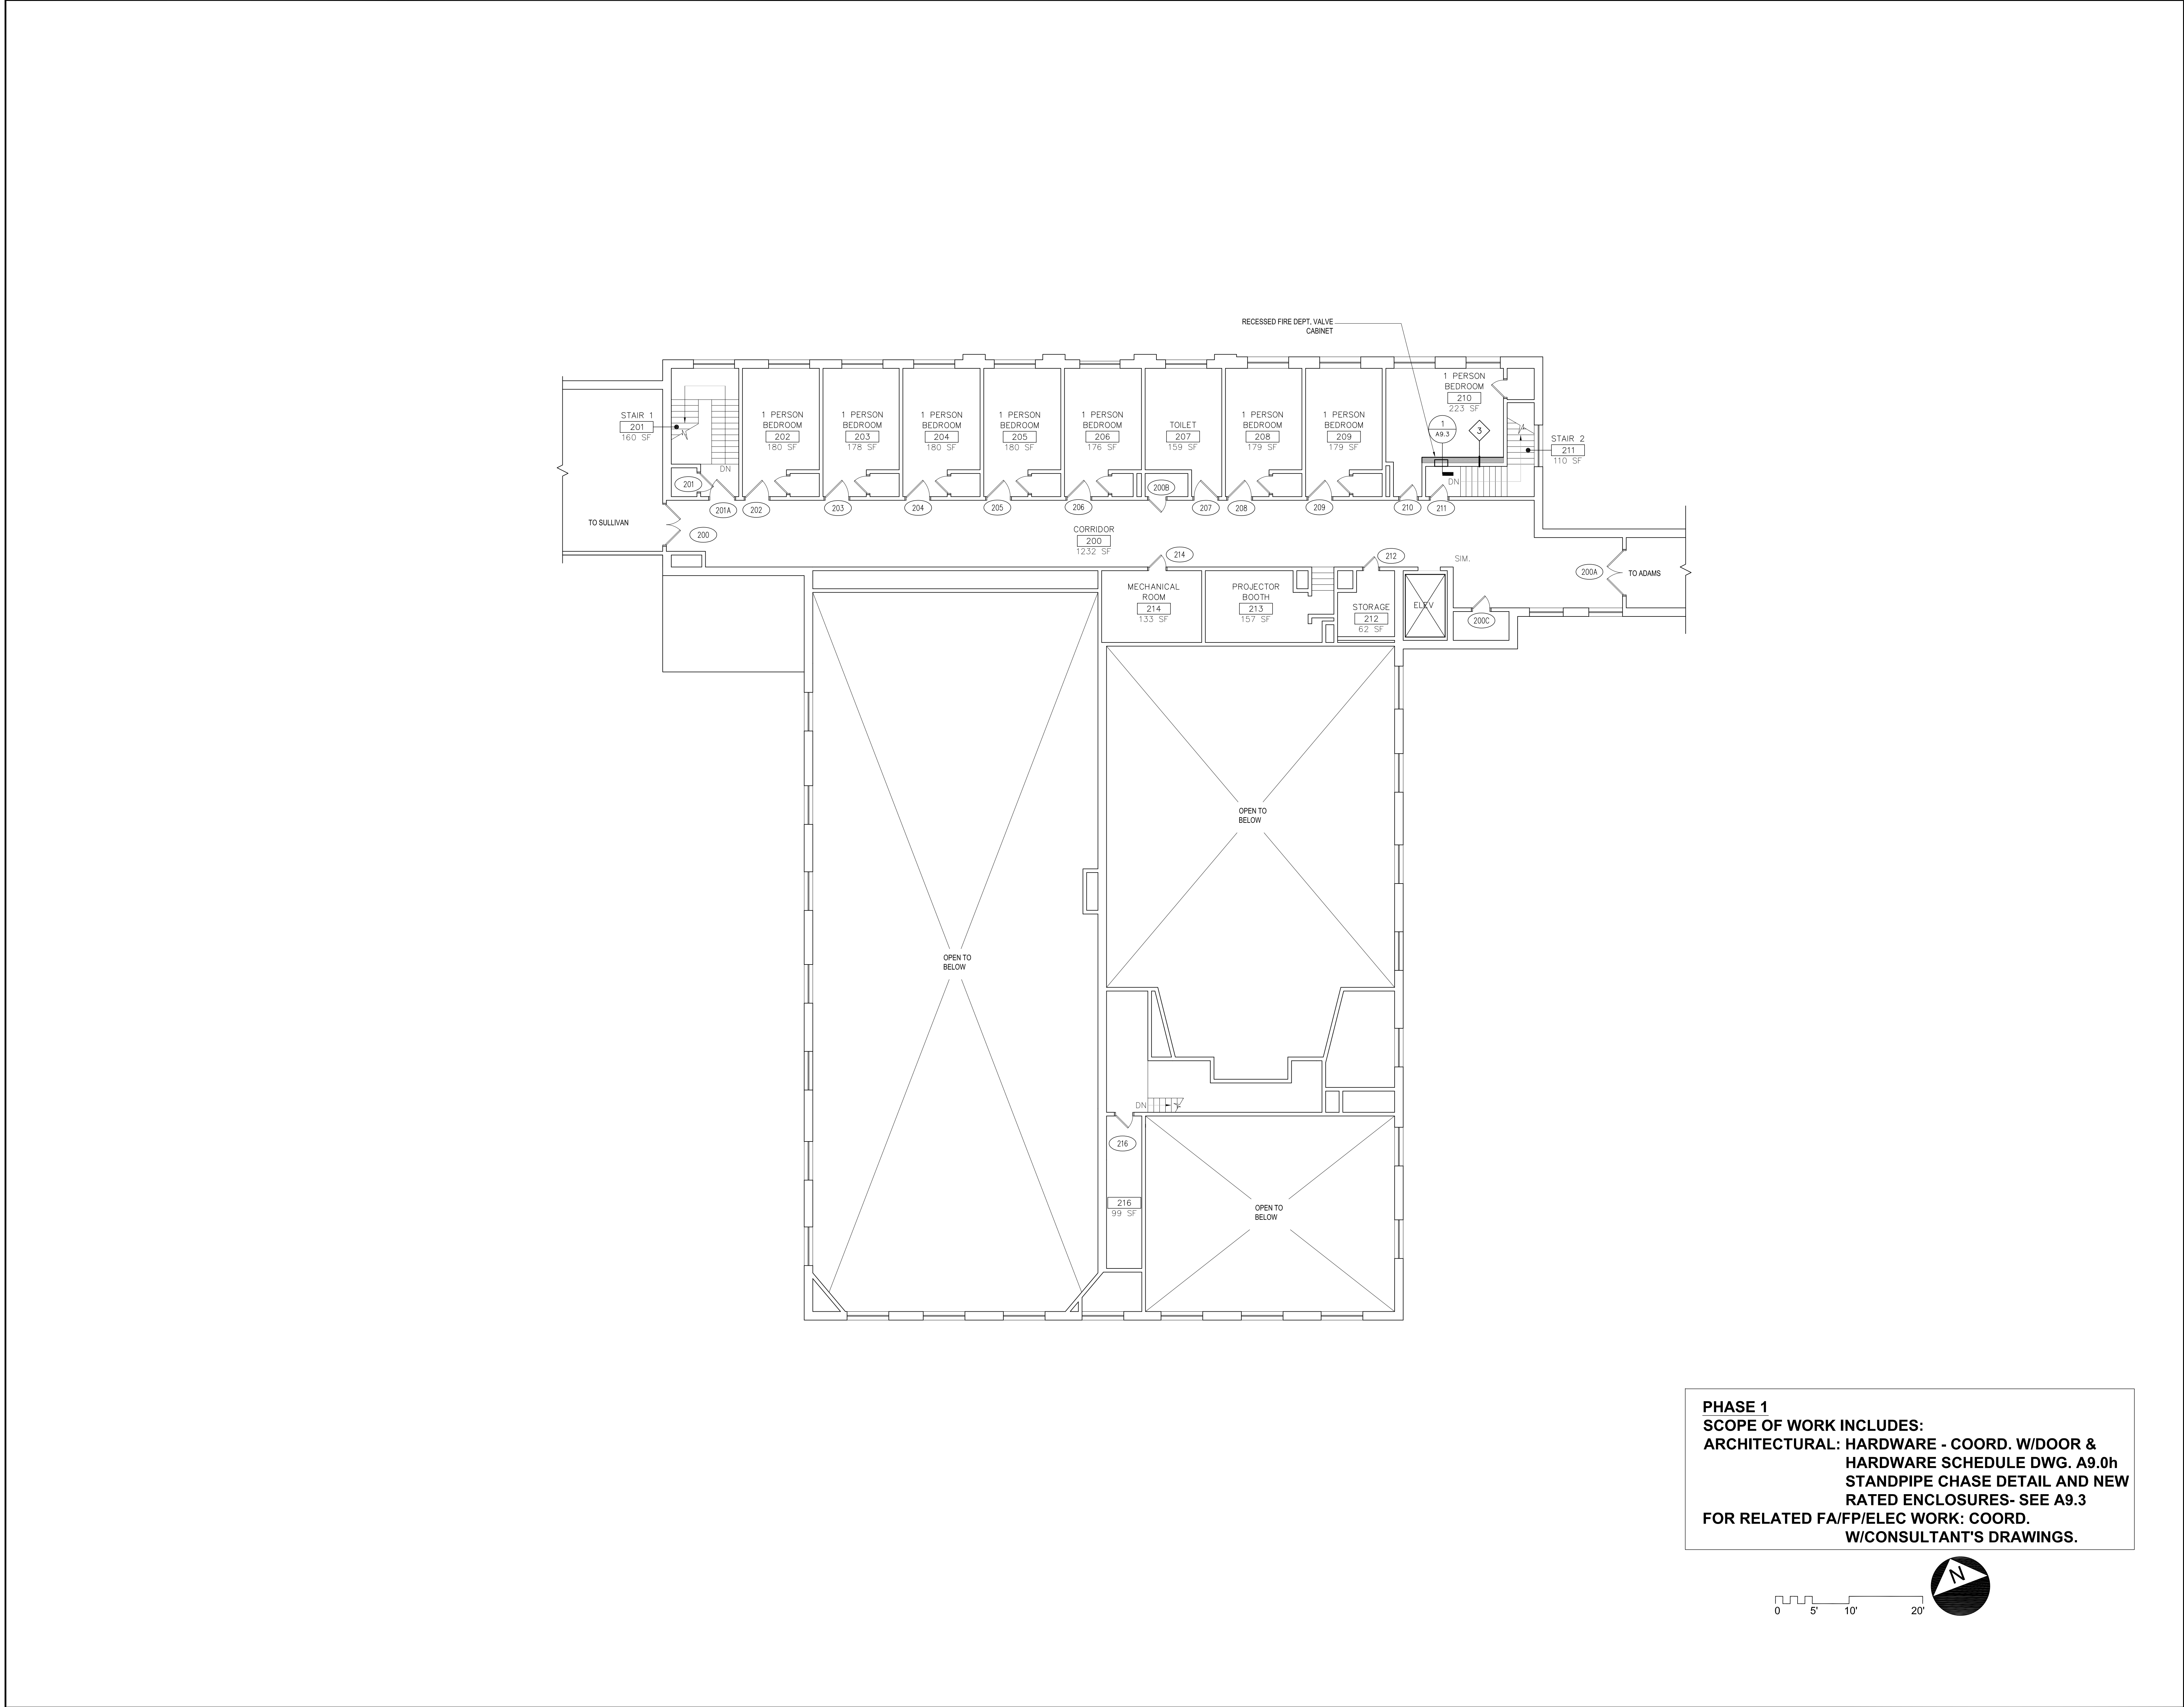 RECESSED FIRE DEPT. VALVE
CABINET
STAIR 1
201
160 SF
1 PERSON
BEDROOM
202
180 SF
1 PERSON
BEDROOM
203
178 SF
1 PERSON
BEDROOM
204
180 SF
1 PERSON
BEDROOM
205
180 SF
1 PERSON
BEDROOM
206
176 SF
TOILET
207
159 SF
1 PERSON
BEDROOM
208
179 SF
1 PERSON
BEDROOM
209
179 SF
1 PERSON
BEDROOM
210
223 SF
1
A9.3
3
STAIR 2
211
110 SF
DN
DN
201
200B
201A
202
203
204
205
206
207
208
209
210
211
TO SULLIVAN
200
CORRIDOR
200
1232 SF
214
212
SIM.
200A
TO ADAMS
MECHANICAL
ROOM
214
133 SF
PROJECTOR
BOOTH
213
157 SF
STORAGE
212
62 SF
ELEV
200C
OPEN TO
BELOW
OPEN TO
BELOW
DN
216
216
99 SF
OPEN TO
BELOW
PHASE 1
SCOPE OF WORK INCLUDES:
ARCHITECTURAL: HARDWARE - COORD. W/DOOR &
HARDWARE SCHEDULE DWG. A9.0h
STANDPIPE CHASE DETAIL AND NEW
RATED ENCLOSURES- SEE A9.3
FOR RELATED FA/FP/ELEC WORK: COORD.
W/CONSULTANT'S DRAWINGS.
N
0 5' 10' 20'